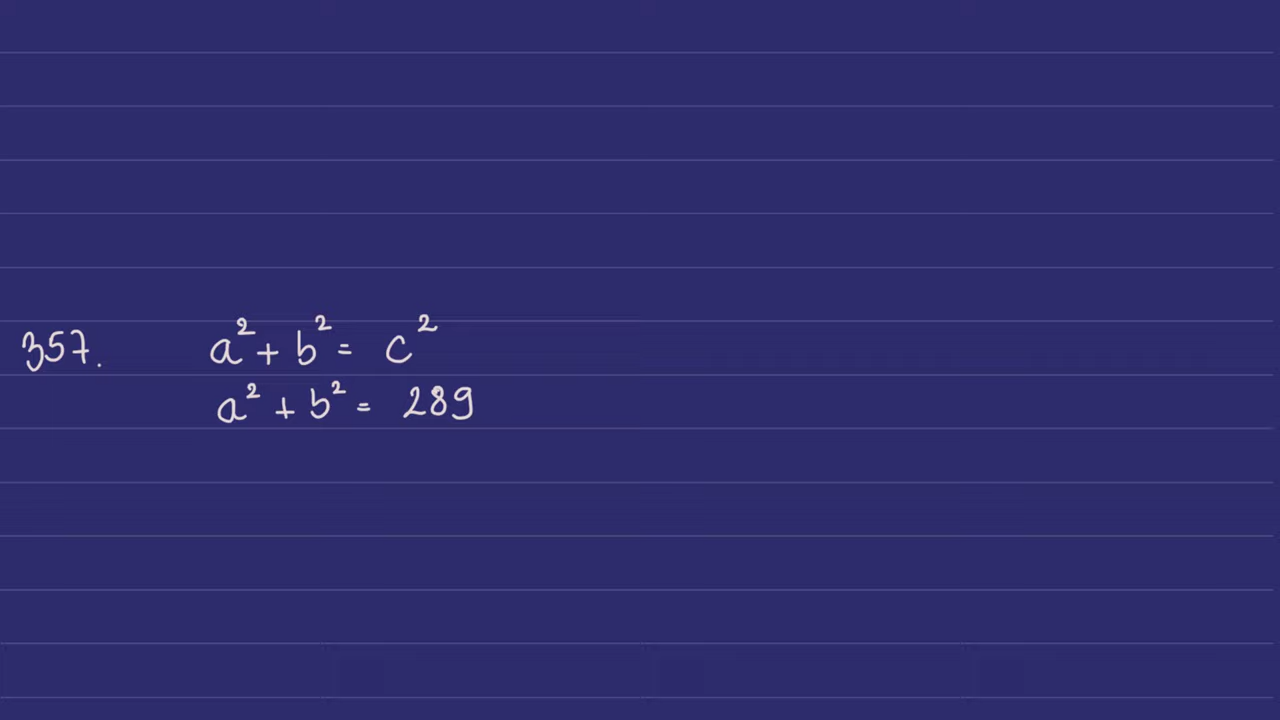 357. a² + b² = c²
a² + b² = 289